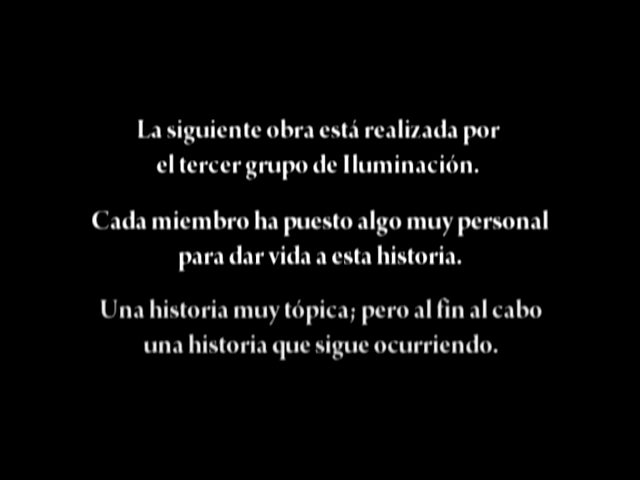 La siguiente obra está realizada por
el tercer grupo de Iluminación.
Cada miembro ha puesto algo muy personal
para dar vida a esta historia.
Una historia muy tópica; pero al fin al cabo
una historia que sigue ocurriendo.